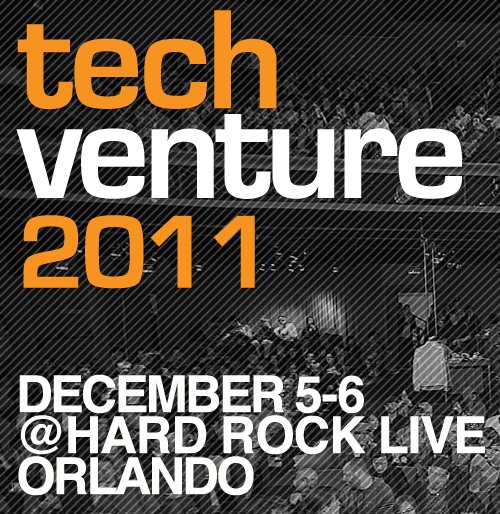 tech
venture
2011
DECEMBER 5-6
@HARD ROCK LIVE
ORLANDO